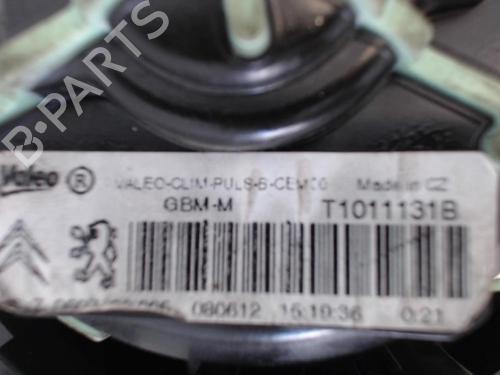 B-PARTS
Valeo ® VALEO-CLIM-PULS-6-CEM00 Made in CZ
GBM-M T1011131B
080612 15:19:36 0:21